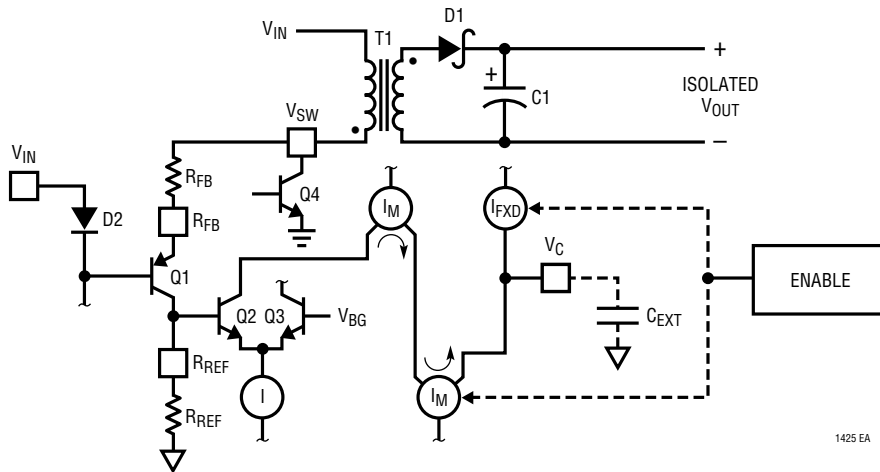 D1
V_IN
T1
+
+
C1
ISOLATED
V_OUT
V_SW
−
V_IN
R_FB
Q4
I_M
I_FXD
D2
R_FB
V_C
Q1
ENABLE
Q2
Q3
V_BG
C_EXT
R_REF
I
I_M
R_REF
1425 EA